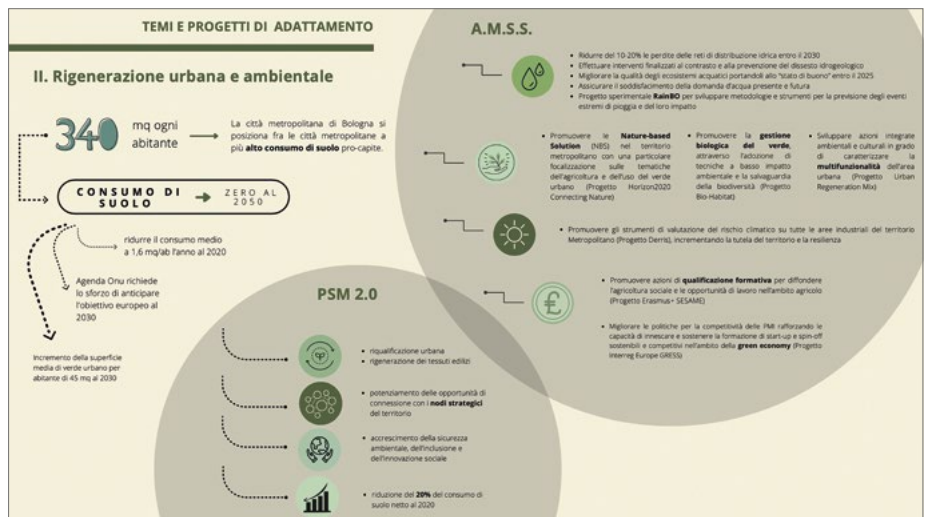 TEMI E PROGETTI DI ADATTAMENTO
II. Rigenerazione urbana e ambientale
340
mq ogni
abitante
La città metropolitana di Bologna si
posiziona fra le città metropolitane a
più alto consumo di suolo pro-capite.
CONSUMO DI
SUOLO
ZERO AL
2050
ridurre il consumo medio
a 1,6 mq/ab l'anno al 2020
Agenda Onu richiede
lo sforzo di anticipare
l'obiettivo europeo al
2030
Incremento della superficie
media di verde urbano per
abitante di 45 mq al 2030
PSM 2.0
riqualificazione urbana
rigenerazione dei tessuti edilizi
potenziamento delle opportunità di
connessione con i nodi strategici
del territorio
accrescimento della sicurezza
ambientale, dell'inclusione e
dell'innovazione sociale
riduzione del 20% del consumo di
suolo netto al 2020
A.M.S.S.
Ridurre del 10-20% le perdite delle reti di distribuzione idrica entro il 2030
Effettuare interventi finalizzati al contrasto e alla prevenzione del dissesto idrogeologico
Migliorare la qualità degli ecosistemi acquatici portandoli allo "stato di buono" entro il 2025
Assicurare il soddisfacimento della domanda d'acqua presente e futura
Progetto sperimentale RainBO per sviluppare metodologie e strumenti per la previsione degli eventi
estremi di pioggia e del loro impatto
Promuovere le Nature-based
Solution (NBS) nel territorio
metropolitano con una particolare
focalizzazione sulle tematiche
dell'agricoltura e dell'uso del verde
urbano (Progetto Horizon2020
Connecting Nature)
Promuovere la gestione
biologica del verde,
attraverso l'adozione di
tecniche a basso impatto
ambientale e la salvaguardia
della biodiversità (Progetto
Bio-Habitat)
Sviluppare azioni integrate
ambientali e culturali in grado
di caratterizzare la
multifunzionalità dell'area
urbana (Progetto Urban
Regeneration Mix)
Promuovere gli strumenti di valutazione del rischio climatico su tutte le aree industriali del territorio
Metropolitano (Progetto Derris), incrementando la tutela del territorio e la resilienza
£
Promuovere azioni di qualificazione formativa per diffondere
l'agricoltura sociale e le opportunità di lavoro nell'ambito agricolo
(Progetto Erasmus+ SESAME)
Migliorare le politiche per la competitività delle PMI rafforzando le
capacità di innescare e sostenere la formazione di start-up e spin-off
sostenibili e competitivi nell'ambito della green economy (Progetto
Interreg Europe GRESS)